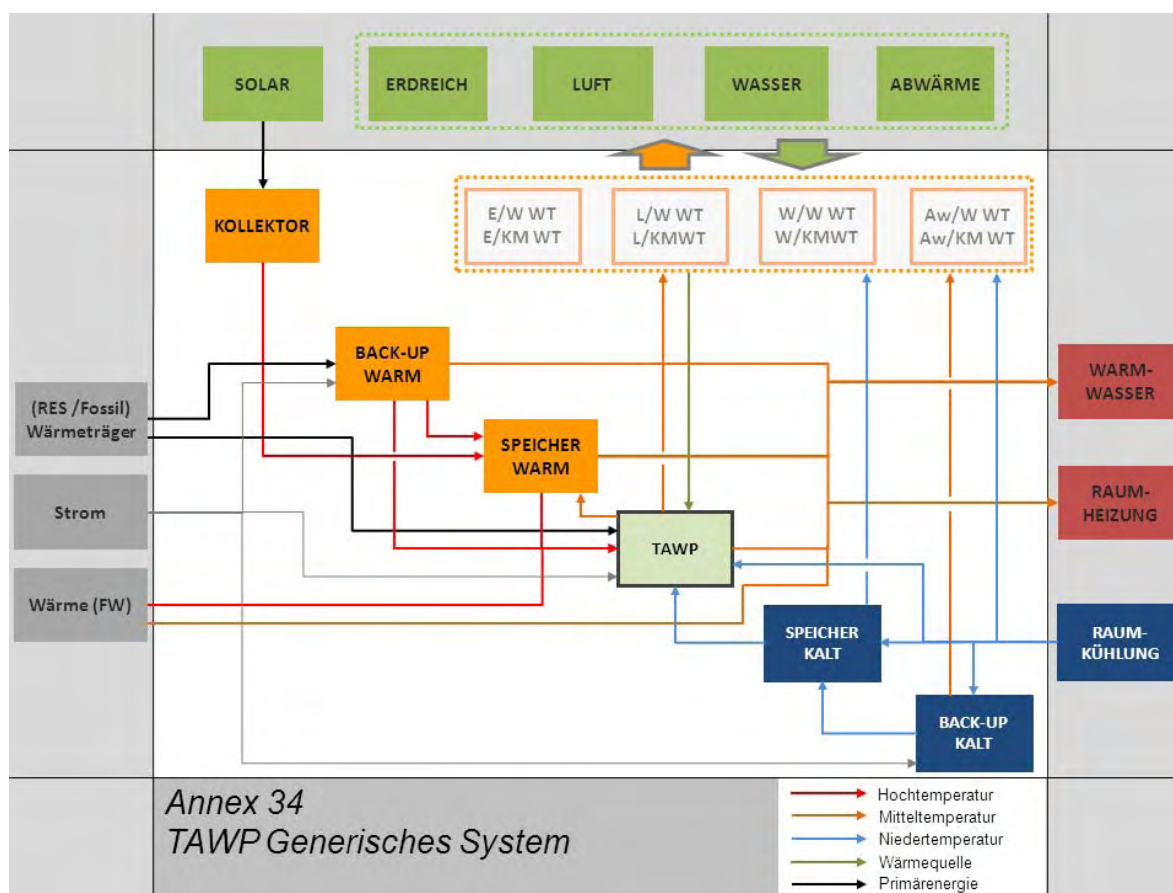 SOLAR
ERDREICH
LUFT
WASSER
ABWÄRME
KOLLEKTOR
E/W WT
E/KM WT
L/W WT
L/KMWT
W/W WT
W/KMWT
Aw/W WT
Aw/KM WT
BACK-UP
WARM
WARM-
WASSER
(RES /Fossil)
Wärmeträger
SPEICHER
WARM
RAUM-
HEIZUNG
Strom
TAWP
Wärme (FW)
SPEICHER
KALT
RAUM-
KÜHLUNG
BACK-UP
KALT
Annex 34
TAWP Generisches System
Hochtemperatur
Mitteltemperatur
Niedertemperatur
Wärmequelle
Primärenergie